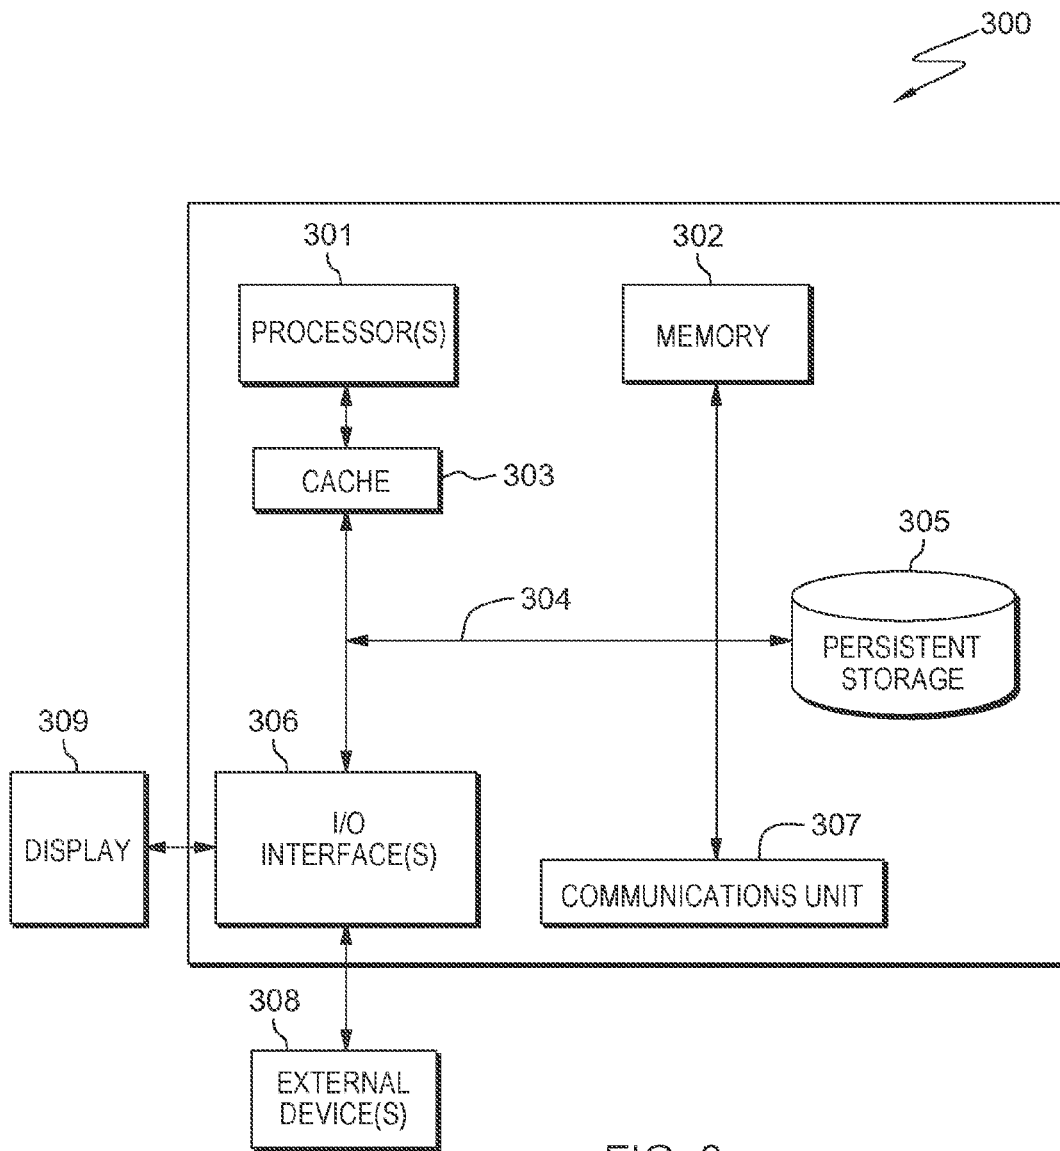 300
301
302
PROCESSOR(S)
MEMORY
CACHE
303
305
304
PERSISTENT
STORAGE
309
306
I/O
INTERFACE(S)
DISPLAY
307
COMMUNICATIONS UNIT
308
EXTERNAL
DEVICE(S)
FIG.